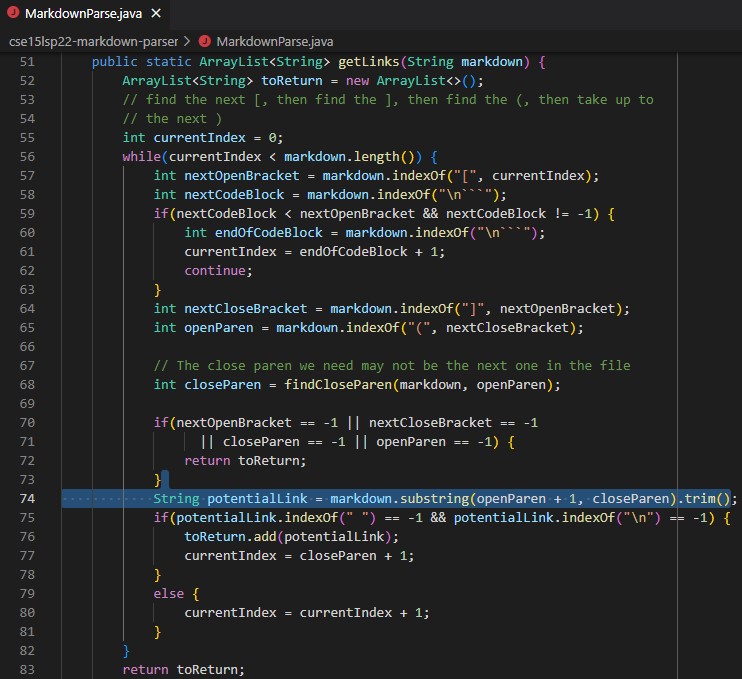 MarkdownParse.java ×
cse15lsp22-markdown-parser > MarkdownParse.java
51 public static ArrayList<String> getLinks(String markdown) {
52 ArrayList<String> toReturn = new ArrayList<>();
53 // find the next [, then find the ], then find the (, then take up to
54 // the next )
55 int currentIndex = 0;
56 while(currentIndex < markdown.length()) {
57 int nextOpenBracket = markdown.indexOf("[", currentIndex);
58 int nextCodeBlock = markdown.indexOf("\n```");
59 if(nextCodeBlock < nextOpenBracket && nextCodeBlock != -1) {
60 int endOfCodeBlock = markdown.indexOf("\n```");
61 currentIndex = endOfCodeBlock + 1;
62 continue;
63 }
64 int nextCloseBracket = markdown.indexOf("]", nextOpenBracket);
65 int openParen = markdown.indexOf("(", nextCloseBracket);
66
67 // The close paren we need may not be the next one in the file
68 int closeParen = findCloseParen(markdown, openParen);
69
70 if(nextOpenBracket == -1 || nextCloseBracket == -1
71 || closeParen == -1 || openParen == -1) {
72 return toReturn;
73 }
74 String potentialLink = markdown.substring(openParen + 1, closeParen).trim();
75 if(potentialLink.indexOf(" ") == -1 && potentialLink.indexOf("\n") == -1) {
76 toReturn.add(potentialLink);
77 currentIndex = closeParen + 1;
78 }
79 else {
80 currentIndex = currentIndex + 1;
81 }
82 }
83 return toReturn;